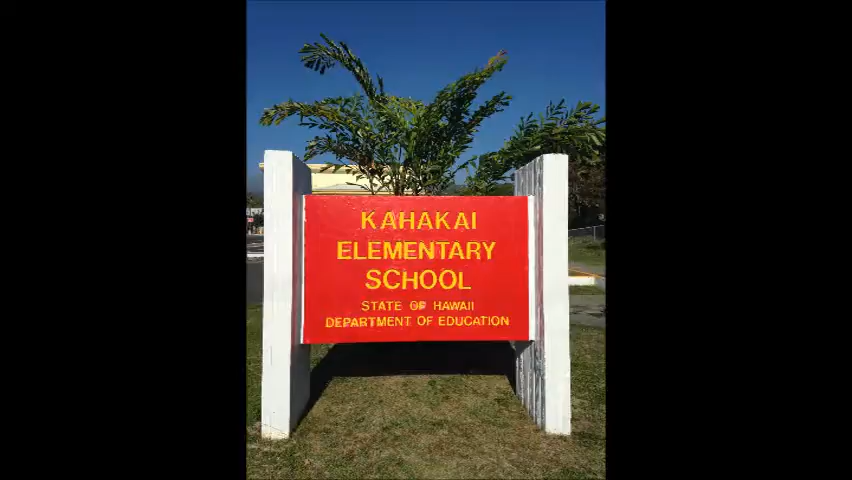 KAHAKAI
ELEMENTARY
SCHOOL
STATE OF HAWAII
DEPARTMENT OF EDUCATION